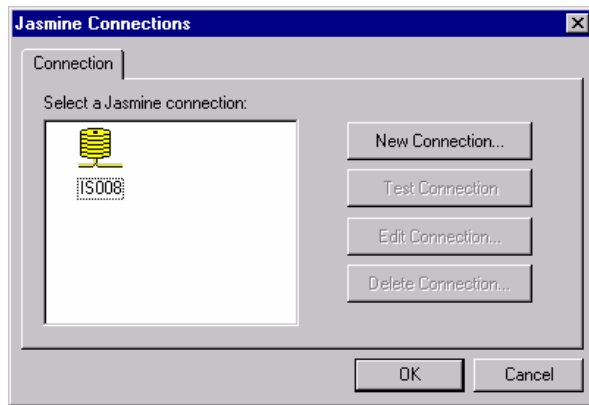 Jasmine Connections
Connection
Select a Jasmine connection:
IS008
New Connection...
Test Connection
Edit Connection...
Delete Connection...
OK
Cancel